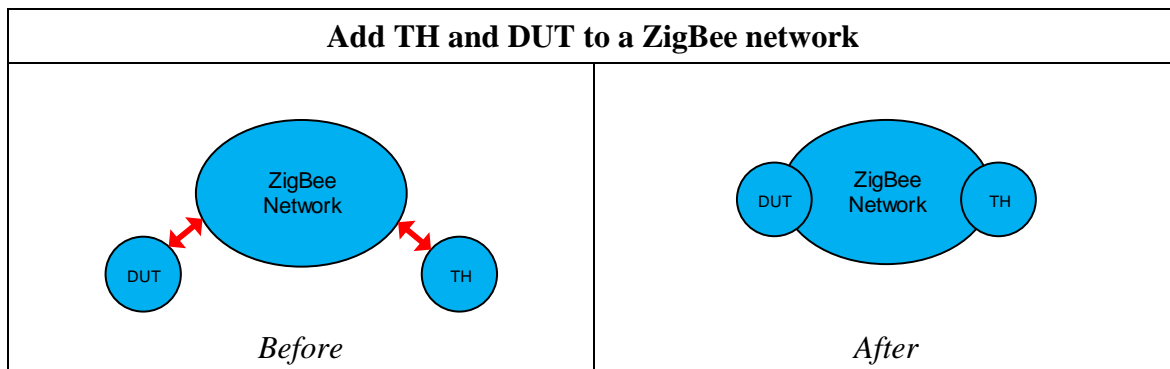 Add TH and DUT to a ZigBee network
ZigBee
Network
DUT
TH
Before
DUT
ZigBee
Network
TH
After